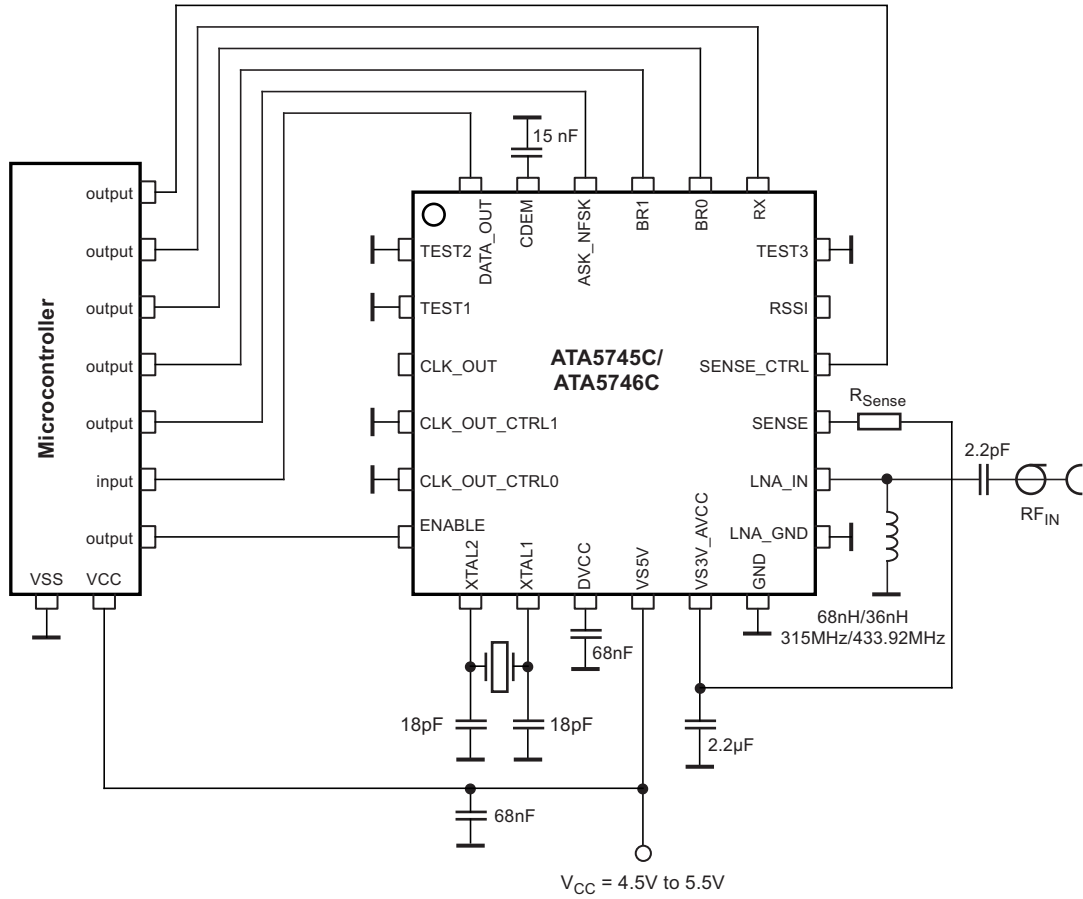 15 nF
output
output
output
output
output
input
output
Microcontroller
VSS
VCC
DATA_OUT
CDEM
ASK_NFSK
BR1
BR0
RX
TEST2
TEST1
CLK_OUT
CLK_OUT_CTRL1
CLK_OUT_CTRL0
ENABLE
ATA5745C/
ATA5746C
TEST3
RSSI
SENSE_CTRL
SENSE
LNA_IN
LNA_GND
XTAL2
XTAL1
DVCC
VS5V
VS3V_AVCC
GND
RSense
2.2pF
RFIN
68nH/36nH
315MHz/433.92MHz
68nF
18pF
18pF
2.2µF
68nF
VCC = 4.5V to 5.5V